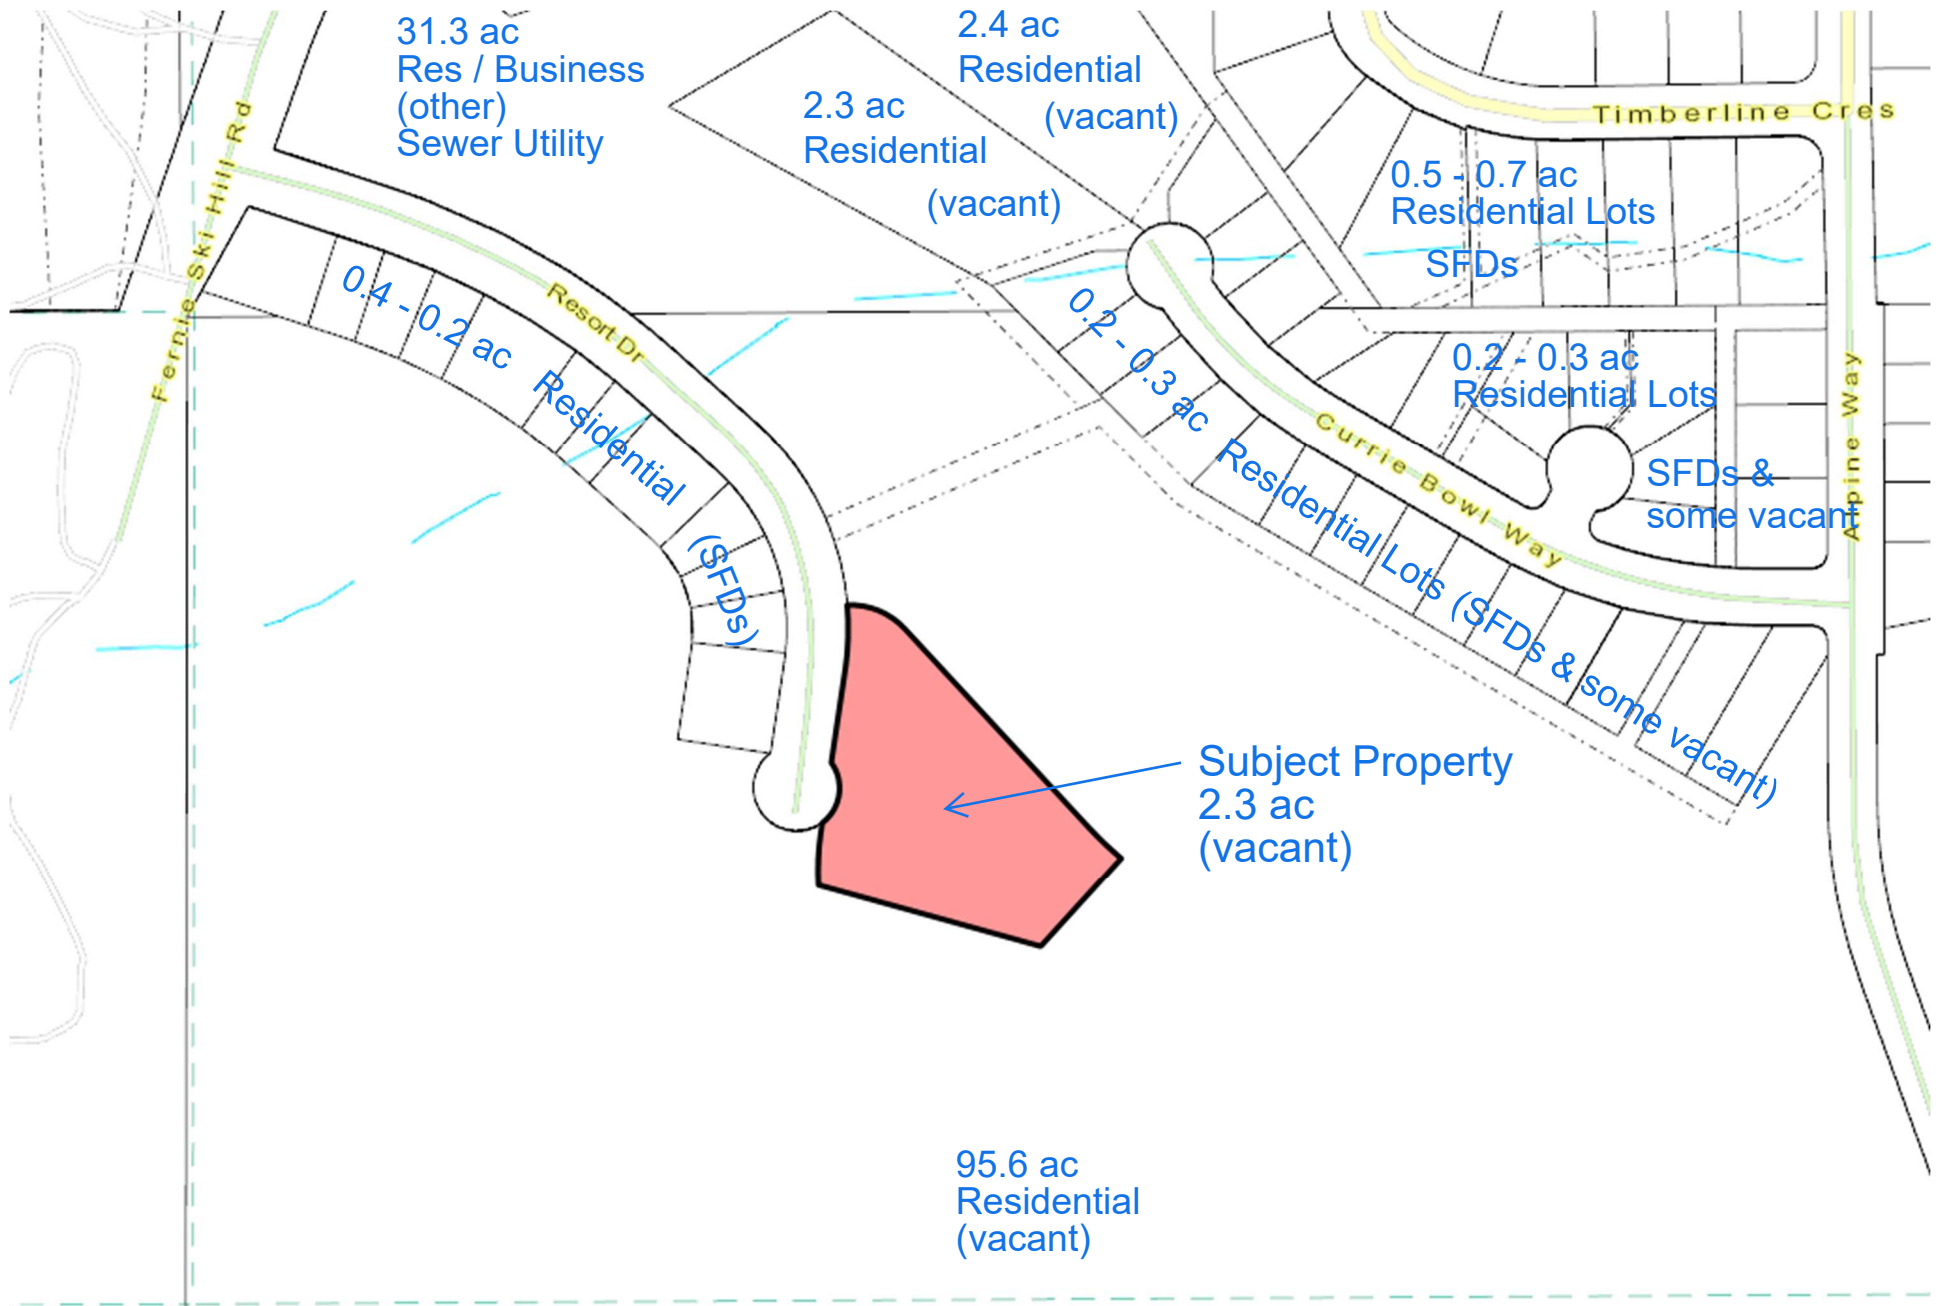 31.3 ac
Res / Business
(other)
Sewer Utility
2.4 ac
Residential
(vacant)
2.3 ac
Residential
(vacant)
Timberline Cres
0.5 - 0.7 ac
Residential Lots
SFDs
Fernie Ski Hill Rd
Resort Dr
0.4 - 0.2 ac Residential (SFDs)
0.2 - 0.3 ac Residential Lots (SFDs & some vacant)
Currie Bowl Way
0.2 - 0.3 ac
Residential Lots
SFDs &
some vacant
Alpine Way
Subject Property
2.3 ac
(vacant)
95.6 ac
Residential
(vacant)